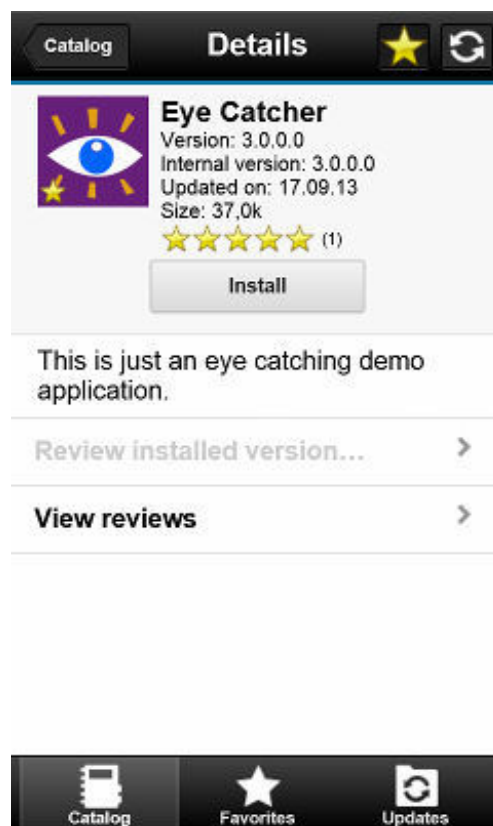 Catalog
Details
Eye Catcher
Version: 3.0.0.0
Internal version: 3.0.0.0
Updated on: 17.09.13
Size: 37,0k
(1)
Install
This is just an eye catching demo
application.
Review installed version...
View reviews
Catalog
Favorites
Updates